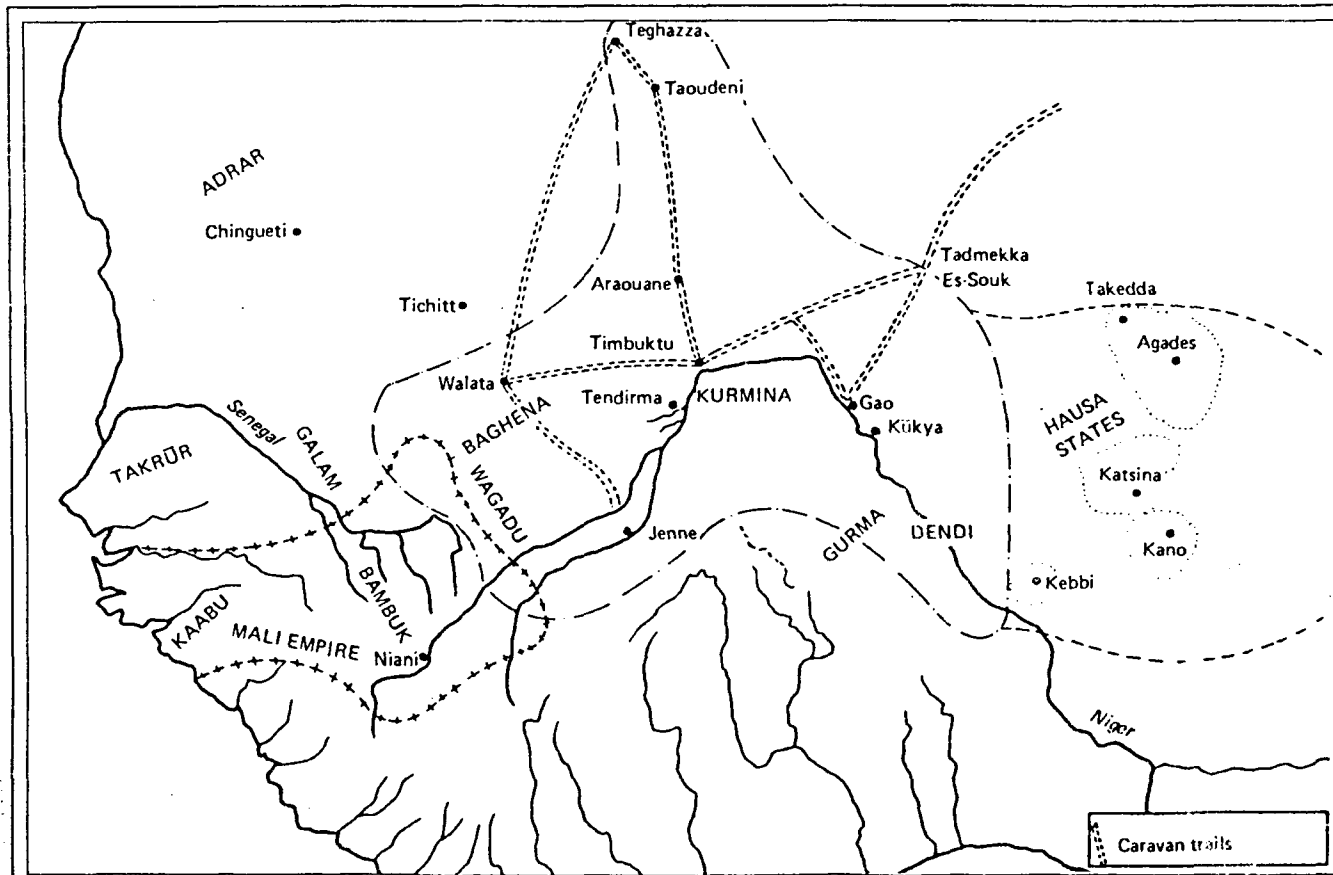 Teghazza
Taoudeni
ADRAR
Chingueti
Tadmekka
Es-Souk
Araouane
Takedda
Tichitt
Agades
Timbuktu
Walata
Tendirma
KURMINA
Gao
Kükya
HAUSA
STATES
Senegal
GALAM
BAGHENA
TAKRŪR
WAGADU
Katsina
Jenne
GURMA
DENDI
Kano
Kebbi
BAMBUK
KAABU
MALI EMPIRE
Niani
Niger
Caravan trails